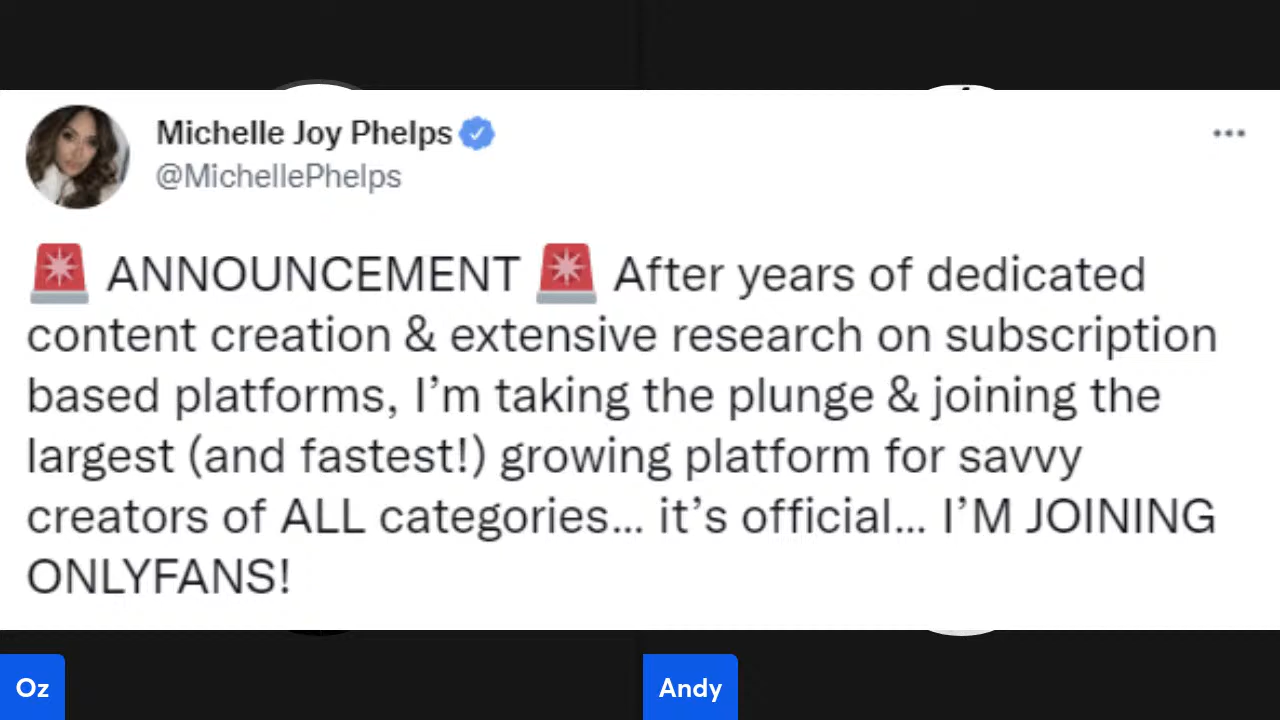 Michelle Joy Phelps
@MichellePhelps
🚨 ANNOUNCEMENT 🚨 After years of dedicated
content creation & extensive research on subscription
based platforms, I’m taking the plunge & joining the
largest (and fastest!) growing platform for savvy
creators of ALL categories... it’s official... I’M JOINING
ONLYFANS!
Oz
Andy